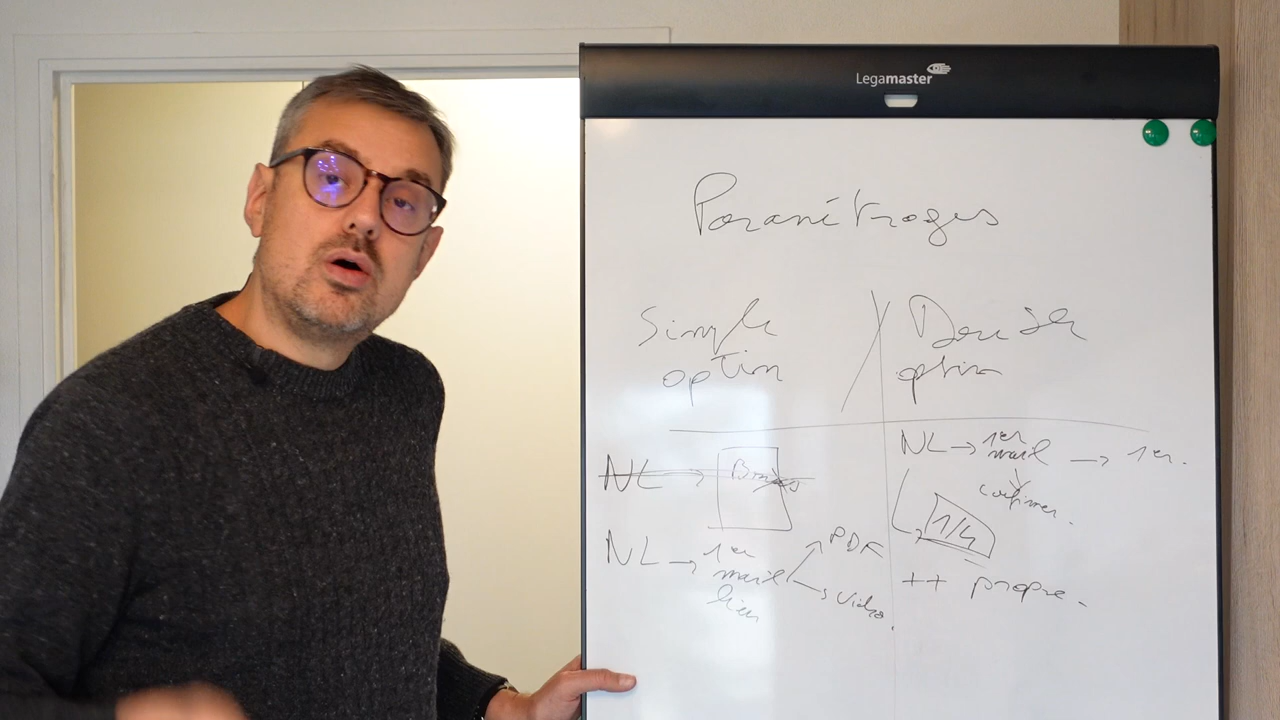 Legamaster
Paramétrages
Simple
option
Double
option
NL → 1er
mail → 1er.
confirmer.
1/4
++ propre.
NL →
Bonus
NL → 1er
mail
lien
PDF
vidéo.